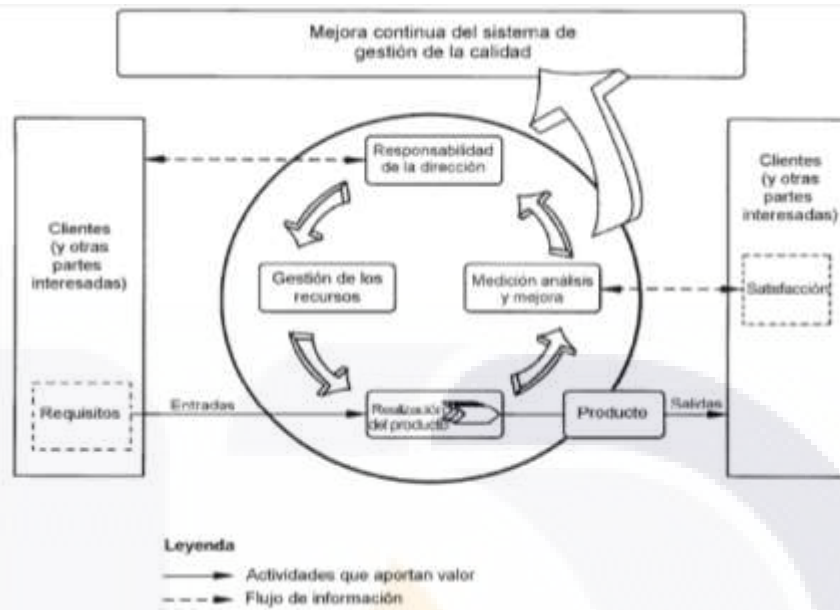 Mejora continua del sistema de
gestión de la calidad
Responsabilidad
de la dirección
Clientes
(y otras
partes
interesadas)
Clientes
(y otras
partes
interesadas)
Gestión de los
recursos
Medición análisis
y mejora
Satisfacción
Requisitos
Entradas
Realización
del producto
Producto
Salidas
Leyenda
Actividades que aportan valor
Flujo de información